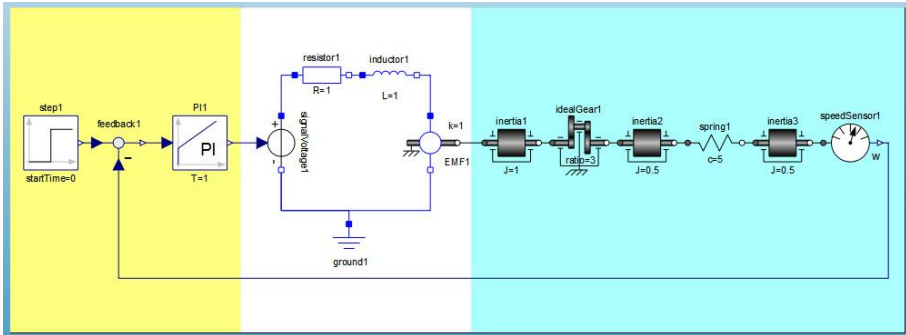 step1
startTime=0
feedback1
PI1
PI
T=1
+
-
signalVoltage1
resistor1
R=1
inductor1
L=1
ground1
k=1
EMF1
inertia1
J=1
idealGear1
ratio=3
inertia2
J=0.5
spring1
c=5
inertia3
J=0.5
speedSensor1
w